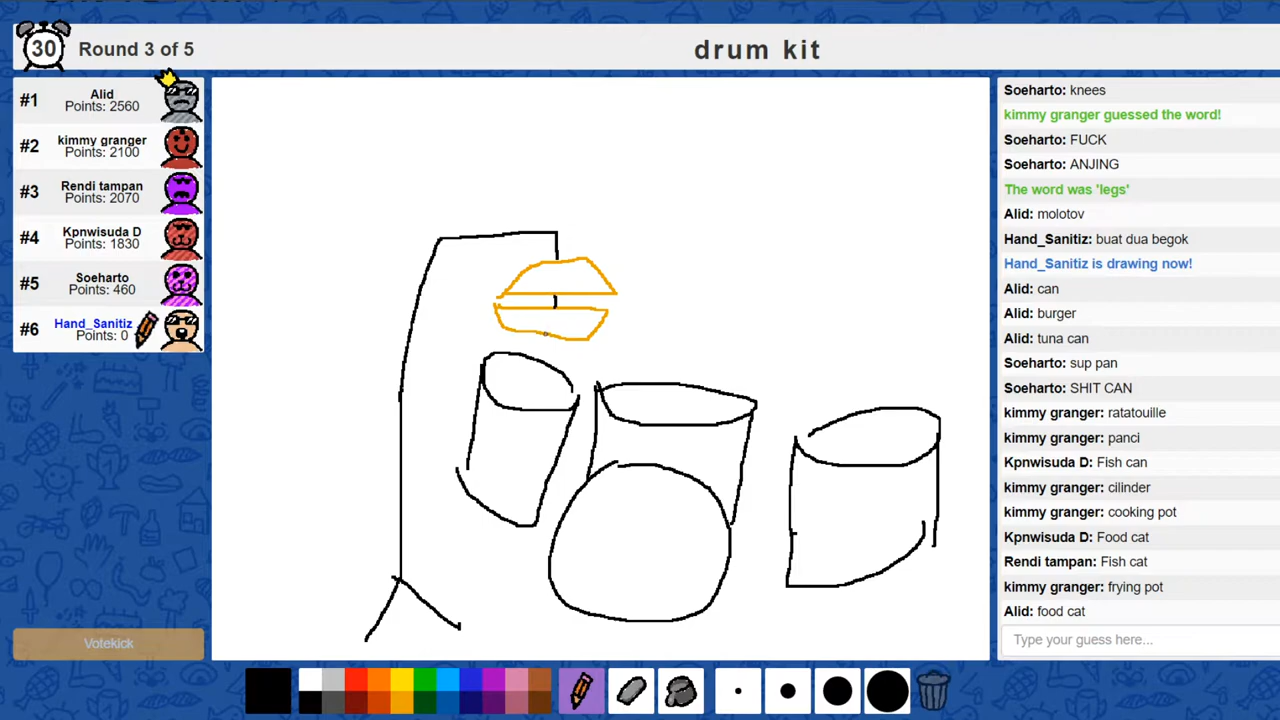 30
Round 3 of 5
drum kit
#1
Alid
Points: 2560
#2
kimmy granger
Points: 2100
#3
Rendi tampan
Points: 2070
#4
Kpnwisuda D
Points: 1830
#5
Soeharto
Points: 460
#6
Hand_Sanitiz
Points: 0
Votekick
Soeharto: knees
kimmy granger guessed the word!
Soeharto: FUCK
Soeharto: ANJING
The word was 'legs'
Alid: molotov
Hand_Sanitiz: buat dua begok
Hand_Sanitiz is drawing now!
Alid: can
Alid: burger
Alid: tuna can
Soeharto: sup pan
Soeharto: SHIT CAN
kimmy granger: ratatouille
kimmy granger: panci
Kpnwisuda D: Fish can
kimmy granger: cilinder
kimmy granger: cooking pot
Kpnwisuda D: Food cat
Rendi tampan: Fish cat
kimmy granger: frying pot
Alid: food cat
Type your guess here...